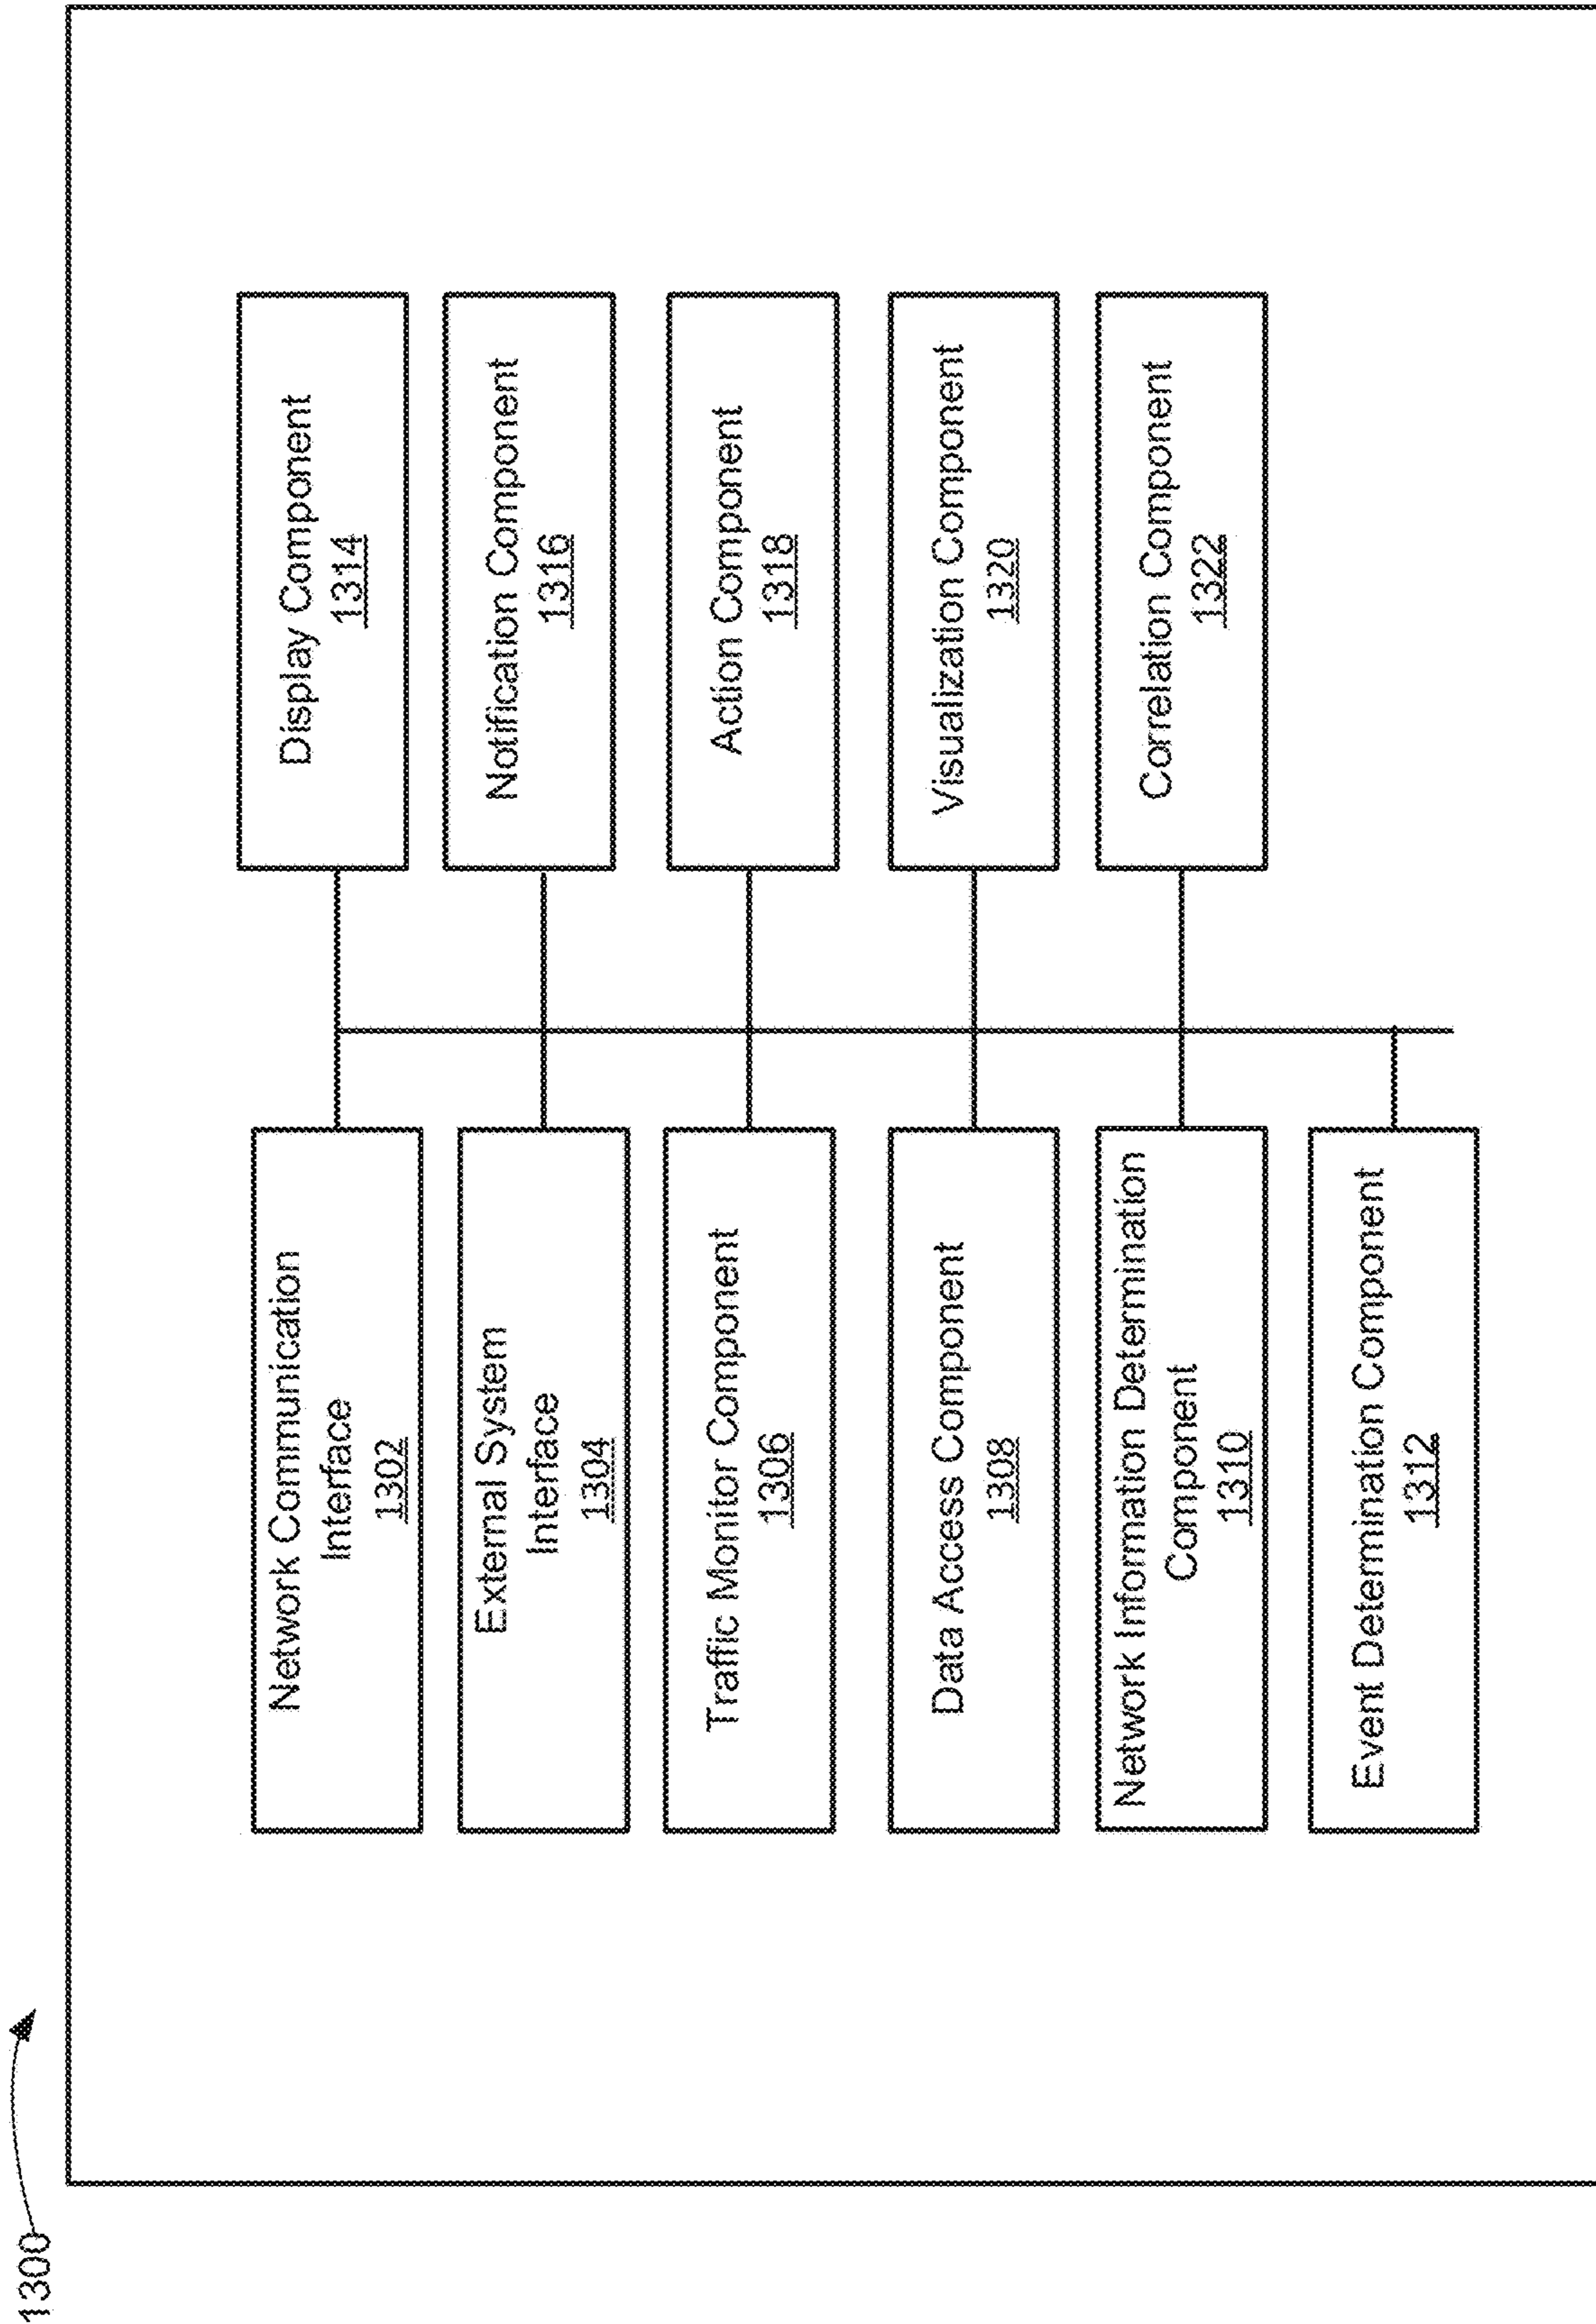 1300
Network Communication
Interface
1302
External System
Interface
1304
Traffic Monitor Component
1306
Data Access Component
1308
Network Information Determination
Component
1310
Event Determination Component
1312
Display Component
1314
Notification Component
1316
Action Component
1318
Visualization Component
1320
Correlation Component
1322